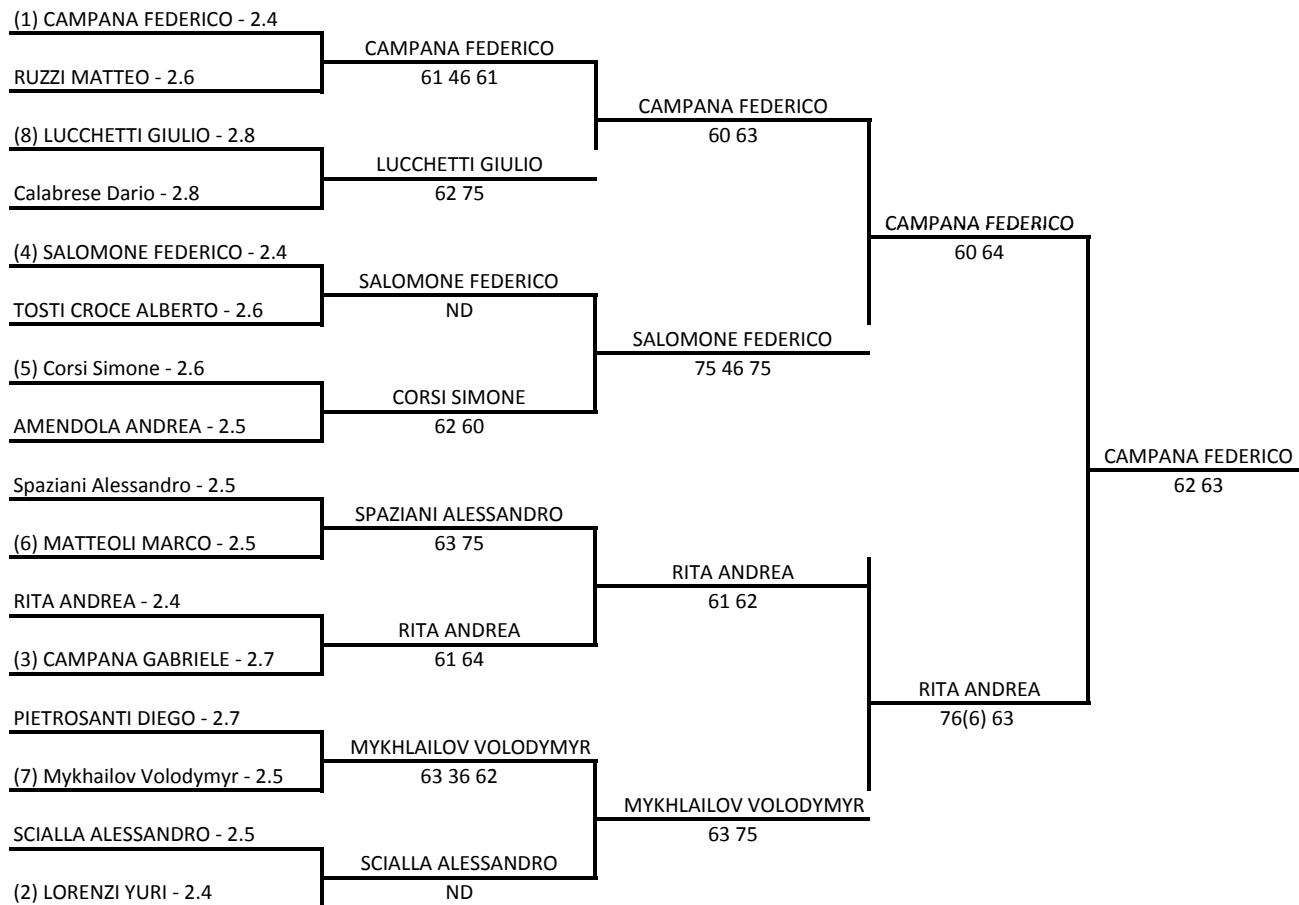 (1) CAMPANA FEDERICO - 2.4
CAMPANA FEDERICO
RUZZI MATTEO - 2.6
61 46 61
CAMPANA FEDERICO
(8) LUCCHETTI GIULIO - 2.8
60 63
LUCCHETTI GIULIO
Calabrese Dario - 2.8
62 75
CAMPANA FEDERICO
(4) SALOMONE FEDERICO - 2.4
60 64
SALOMONE FEDERICO
TOSTI CROCE ALBERTO - 2.6
ND
SALOMONE FEDERICO
(5) Corsi Simone - 2.6
75 46 75
CORSI SIMONE
AMENDOLA ANDREA - 2.5
62 60
CAMPANA FEDERICO
Spaziani Alessandro - 2.5
62 63
SPAZIANI ALESSANDRO
(6) MATTEOLI MARCO - 2.5
63 75
RITA ANDREA
RITA ANDREA - 2.4
61 62
RITA ANDREA
(3) CAMPANA GABRIELE - 2.7
61 64
RITA ANDREA
PIETROSANTI DIEGO - 2.7
76(6) 63
MYKHLAILOV VOLODYMYR
(7) Mykhailov Volodymyr - 2.5
63 36 62
MYKHLAILOV VOLODYMYR
SCIALLA ALESSANDRO - 2.5
63 75
SCIALLA ALESSANDRO
(2) LORENZI YURI - 2.4
ND